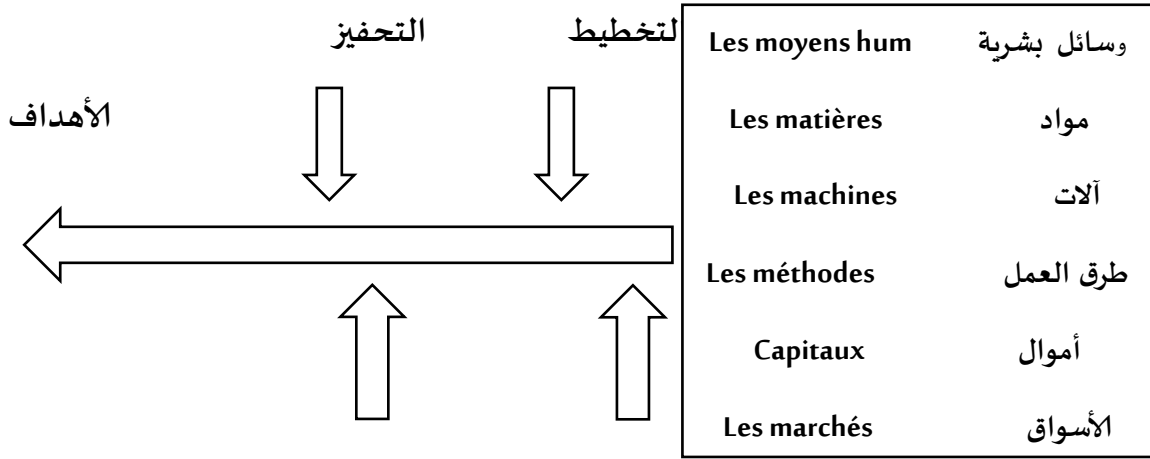 التحفيز
لتخطيط
الأهداف
Les moyens hum وسائل بشرية
Les matières مواد
Les machines آلات
Les méthodes طرق العمل
Capitaux أموال
Les marchés الأسواق